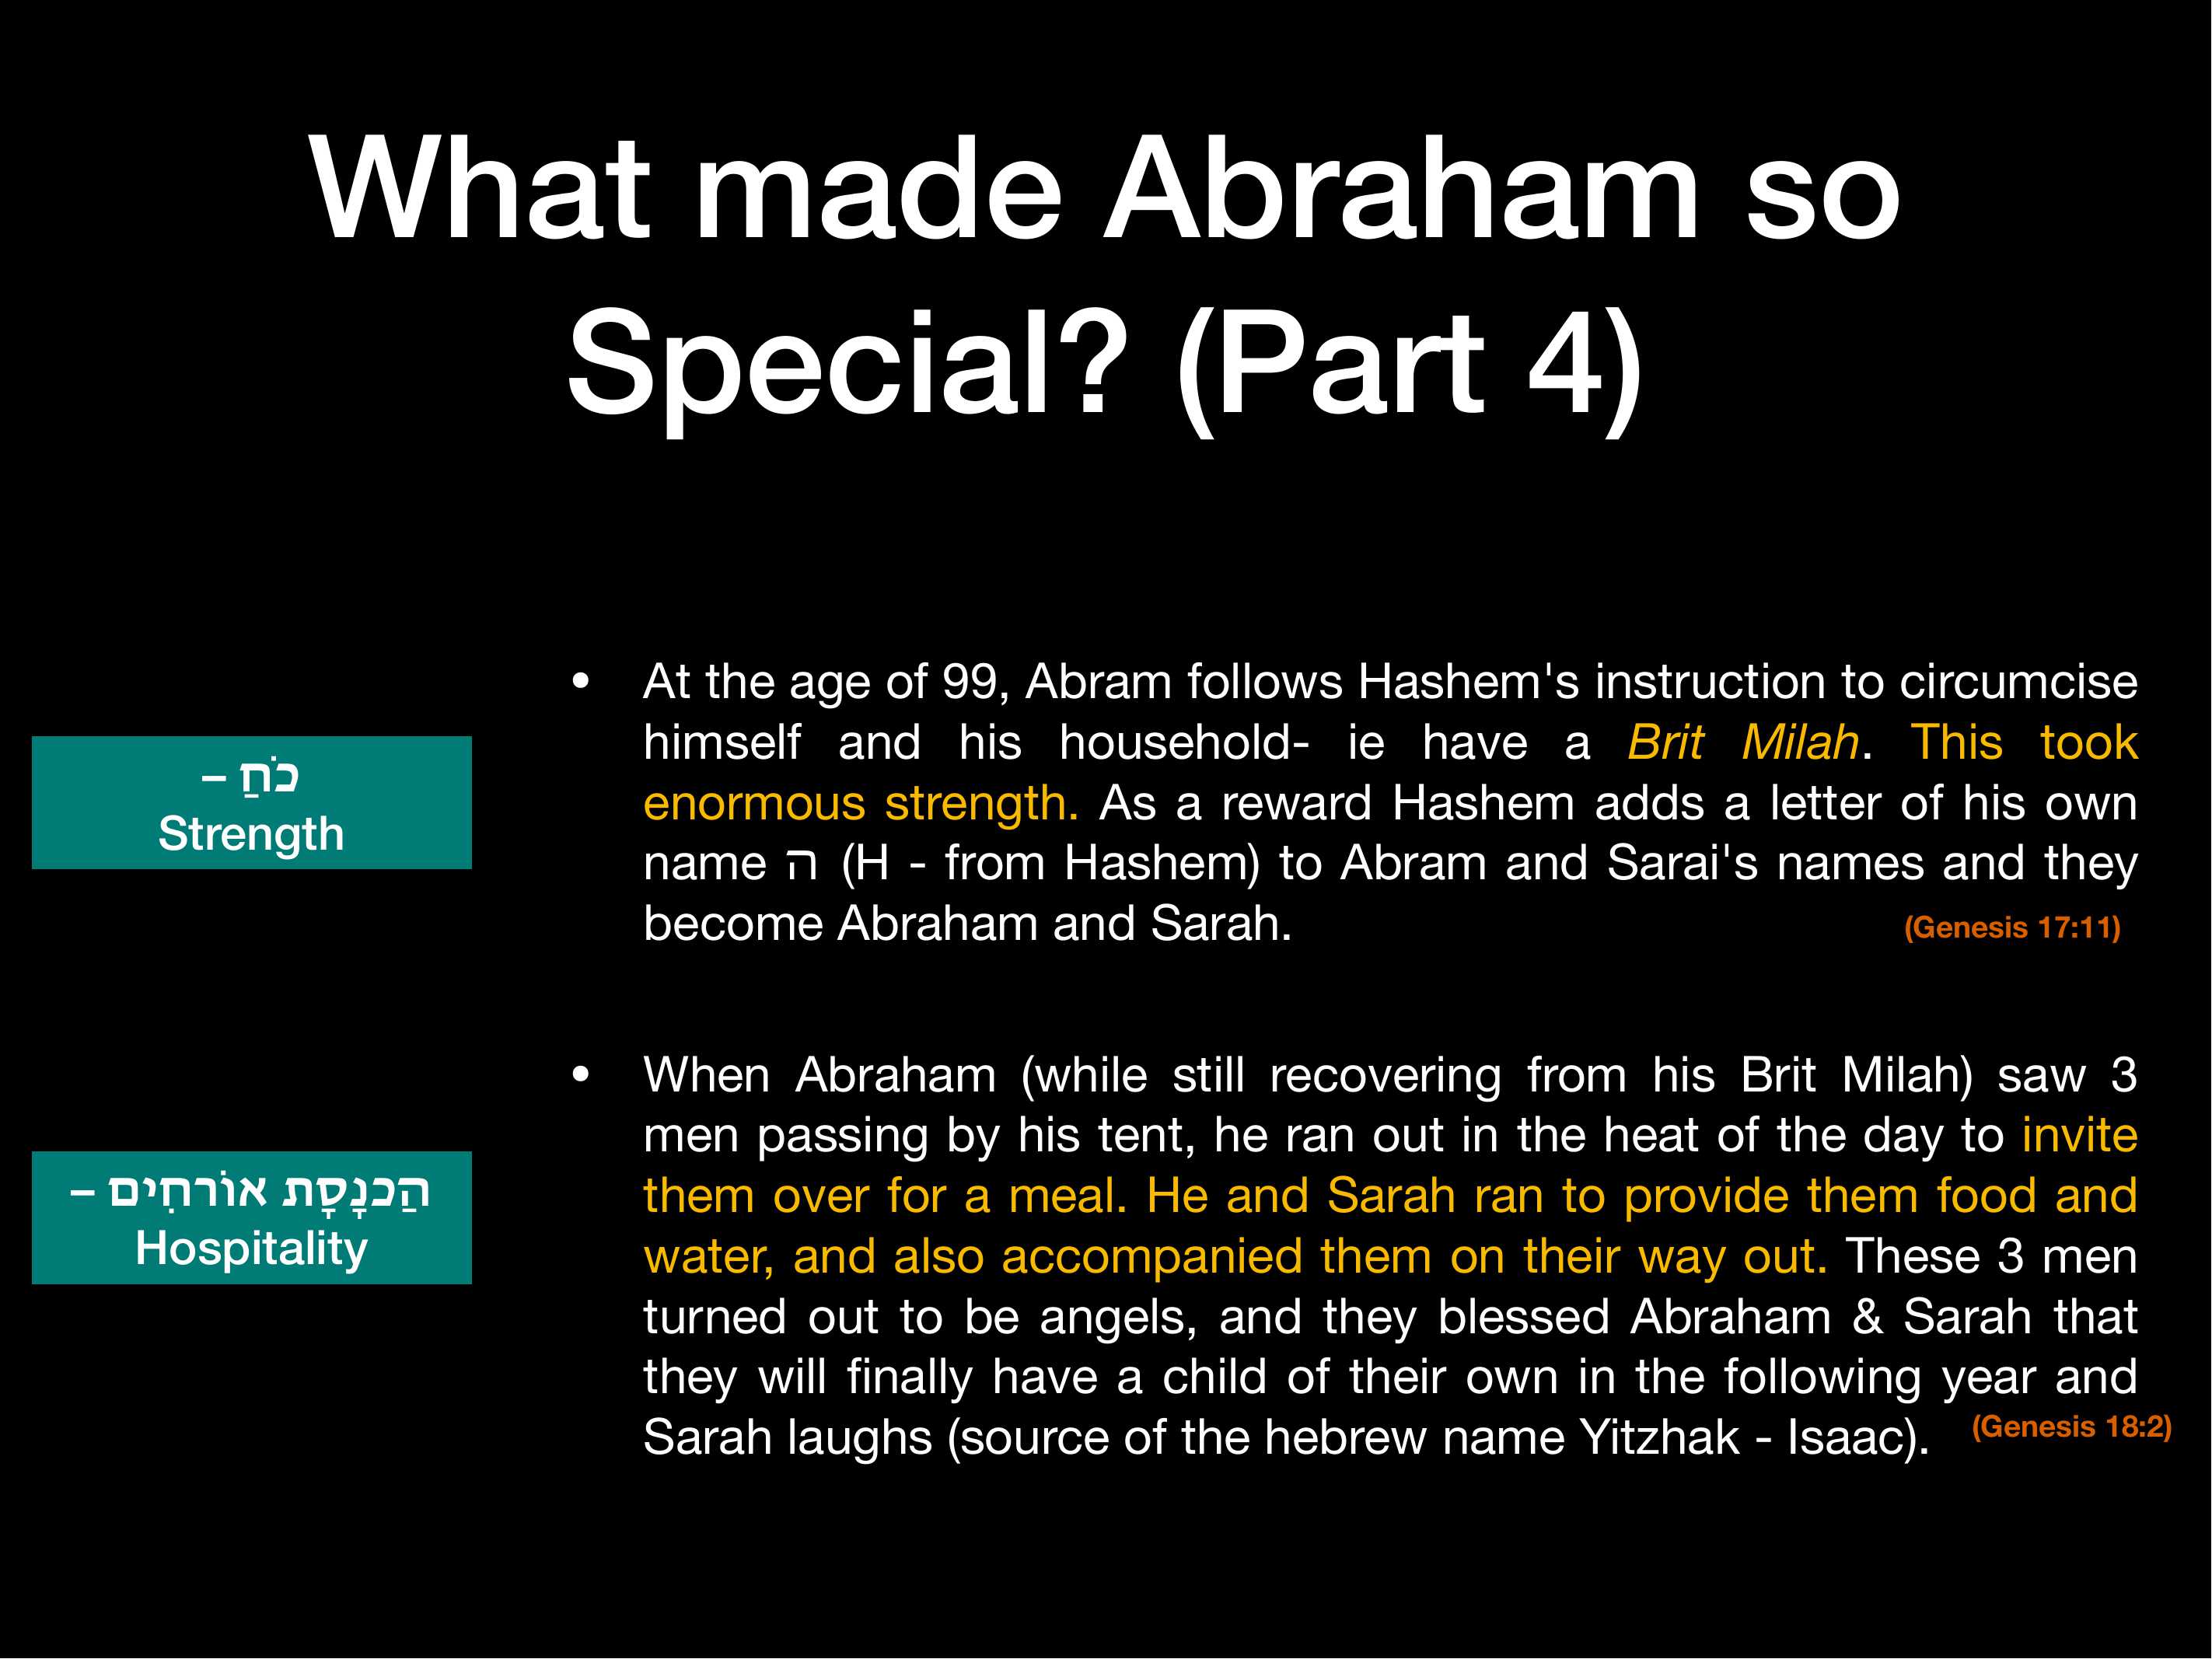 What made Abraham so
Special? (Part 4)
כֹּחַ –
Strength
• At the age of 99, Abram follows Hashem's instruction to circumcise
himself and his household- ie have a Brit Milah. This took
enormous strength. As a reward Hashem adds a letter of his own
name ה (H - from Hashem) to Abram and Sarai's names and they
become Abraham and Sarah. (Genesis 17:11)
הַכנָסָת אוֹרחִים –
Hospitality
• When Abraham (while still recovering from his Brit Milah) saw 3
men passing by his tent, he ran out in the heat of the day to invite
them over for a meal. He and Sarah ran to provide them food and
water, and also accompanied them on their way out. These 3 men
turned out to be angels, and they blessed Abraham & Sarah that
they will finally have a child of their own in the following year and
Sarah laughs (source of the hebrew name Yitzhak - Isaac). (Genesis 18:2)